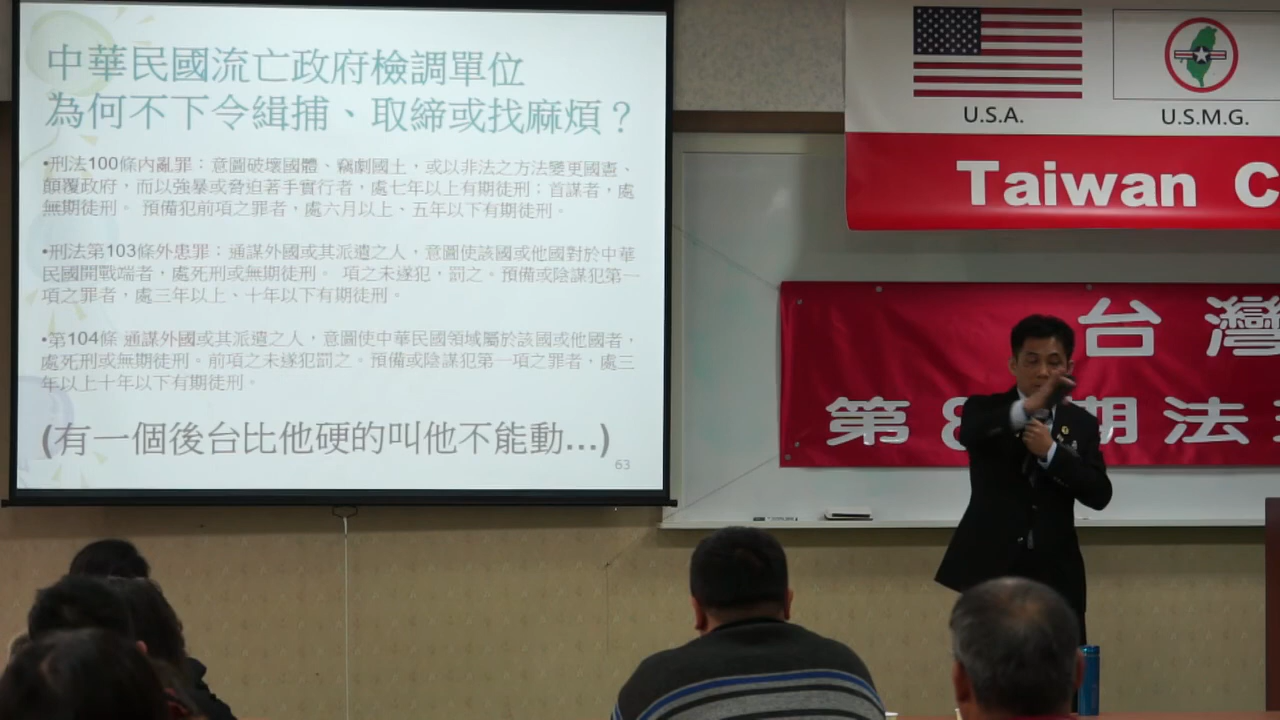 中華民國流亡政府檢調單位
為何不下令緝捕、取締或找麻煩？
•刑法100條內亂罪：意圖破壞國體、竊劇國土，或以非法之方法變更國憲、
顛覆政府，而以強暴或脅迫著手實行者，處七年以上有期徒刑；首謀者，處
無期徒刑。 預備犯前項之罪者，處六月以上、五年以下有期徒刑。
•刑法第103條外患罪：通謀外國或其派遣之人，意圖使該國或他國對於中華
民國開戰端者，處死刑或無期徒刑。 項之未遂犯，罰之。預備或陰謀犯第一
項之罪者，處三年以上、十年以下有期徒刑。
•第104條 通謀外國或其派遣之人，意圖使中華民國領域屬於該國或他國者，
處死刑或無期徒刑。前項之未遂犯罰之。預備或陰謀犯第一項之罪者，處三
年以上十年以下有期徒刑。
(有一個後台比他硬的叫他不能動...)
63
U.S.A.
U.S.M.G.
Taiwan C
台灣
第8期法